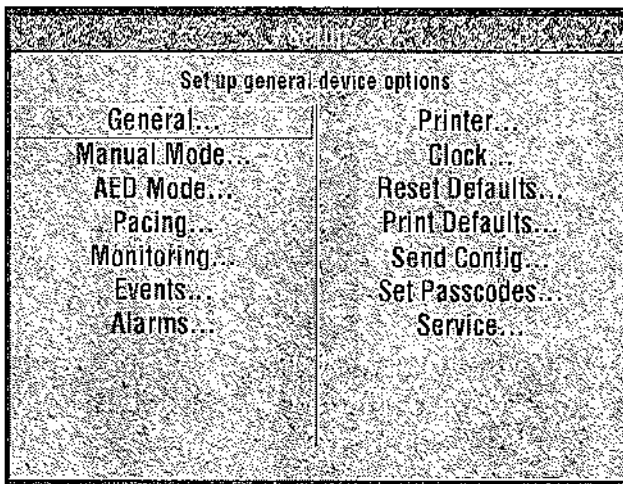 Setup
Set up general device options
General...
Manual Mode...
AED Mode...
Pacing...
Monitoring...
Events...
Alarms...
Printer...
Clock...
Reset Defaults...
Print Defaults...
Send Config...
Set Passcodes...
Service...